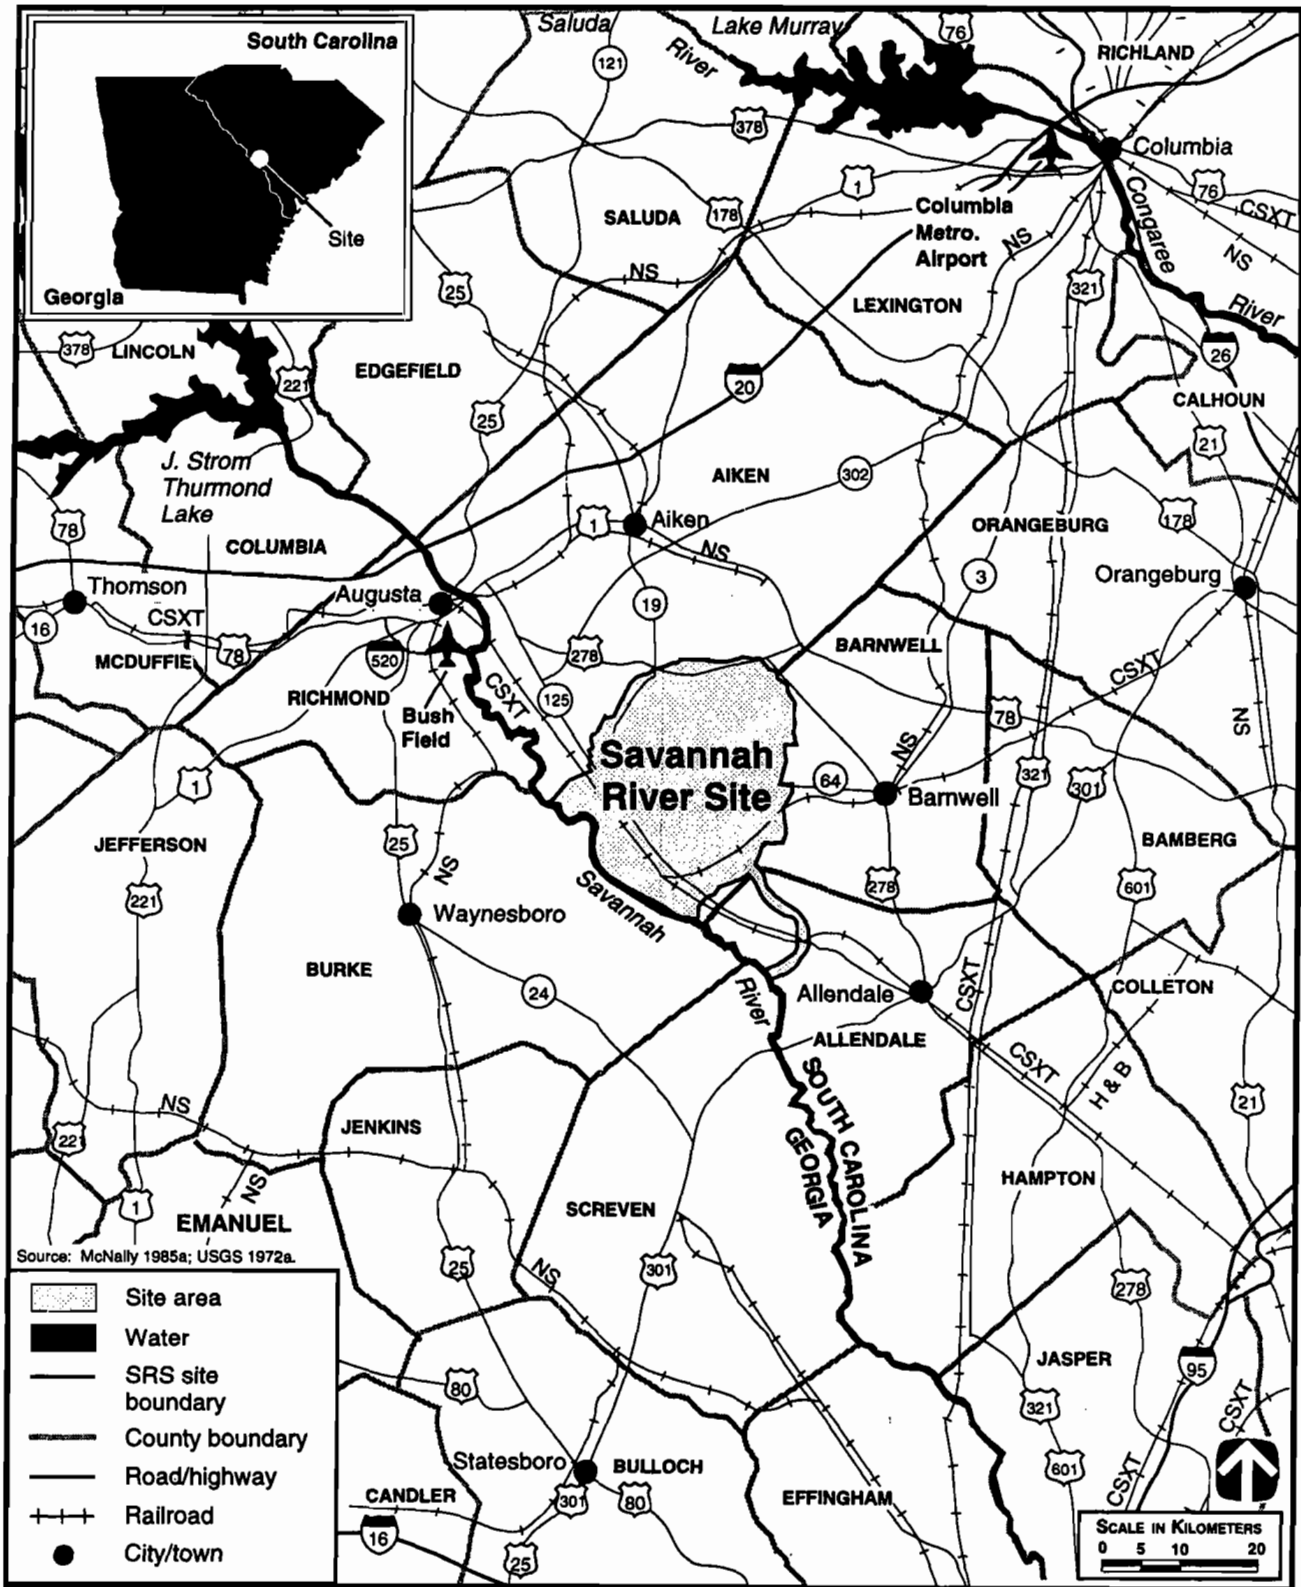 South Carolina
Site
Georgia
Saluda
River
Lake Murray
76
RICHLAND
121
378
Columbia
1
76
CSXT
Congaree
SALUDA
178
Columbia
Metro.
Airport
NS
NS
NS
25
321
LEXINGTON
River
378
LINCOLN
221
EDGEFIELD
20
26
25
CALHOUN
21
J. Strom
Thurmond
Lake
AIKEN
302
78
1
Aiken
ORANGEBURG
178
COLUMBIA
NS
3
Orangeburg
Thomson
Augusta
19
16
CSXT
78
520
278
BARNWELL
CSXT
MCDUFFIE
RICHMOND
CSXT
125
Bush
Field
78
NS
Savannah
River Site
NS
1
64
Barnwell
321
301
25
JEFFERSON
NS
BAMBERG
221
278
601
Waynesboro
Savannah
BURKE
24
River
Allendale
CSXT
COLLETON
ALLENDALE
CSXT
H & B
SOUTH CAROLINA
GEORGIA
NS
221
JENKINS
21
NS
1
EMANUEL
SCREVEN
HAMPTON
Source: McNally 1985a; USGS 1972a.
25
NS
301
278
Site area
Water
SRS site
boundary
County boundary
Road/highway
Railroad
City/town
80
JASPER
95
321
CSXT
Statesboro
BULLOCH
601
CSXT
CANDLER
301
80
EFFINGHAM
16
25
SCALE IN KILOMETERS
0 5 10 20